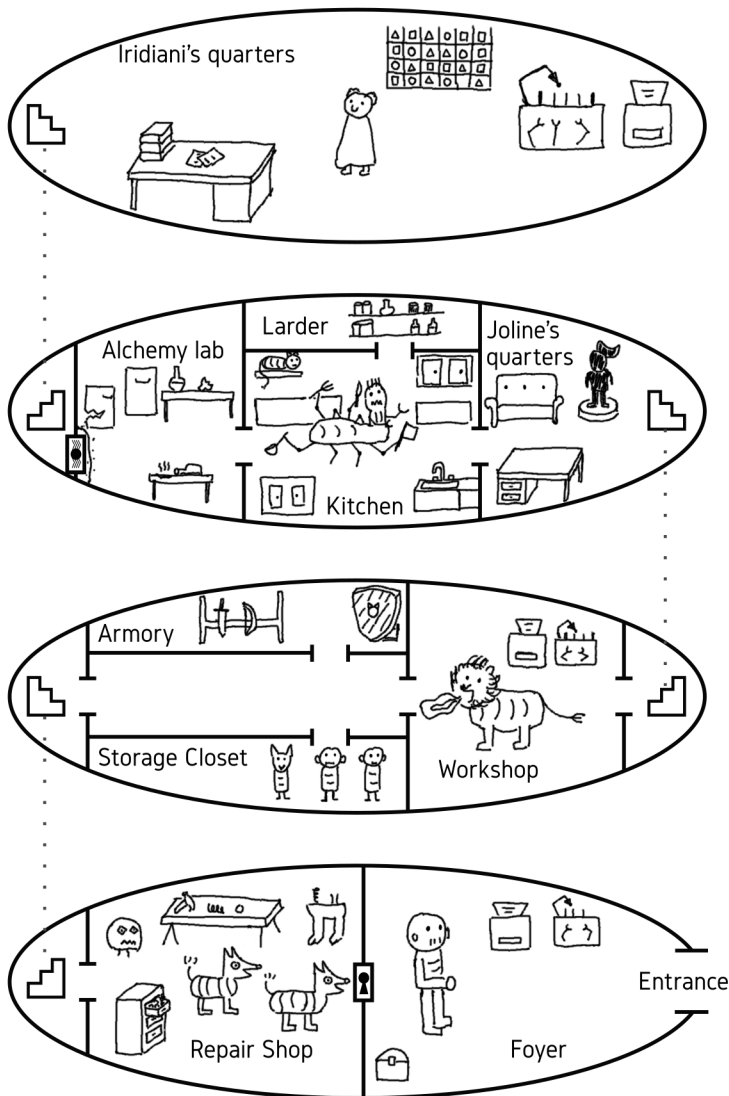 Iridiani's quarters
Larder
Joline's
quarters
Alchemy lab
Kitchen
Armory
Storage Closet
Workshop
Entrance
Repair Shop
Foyer